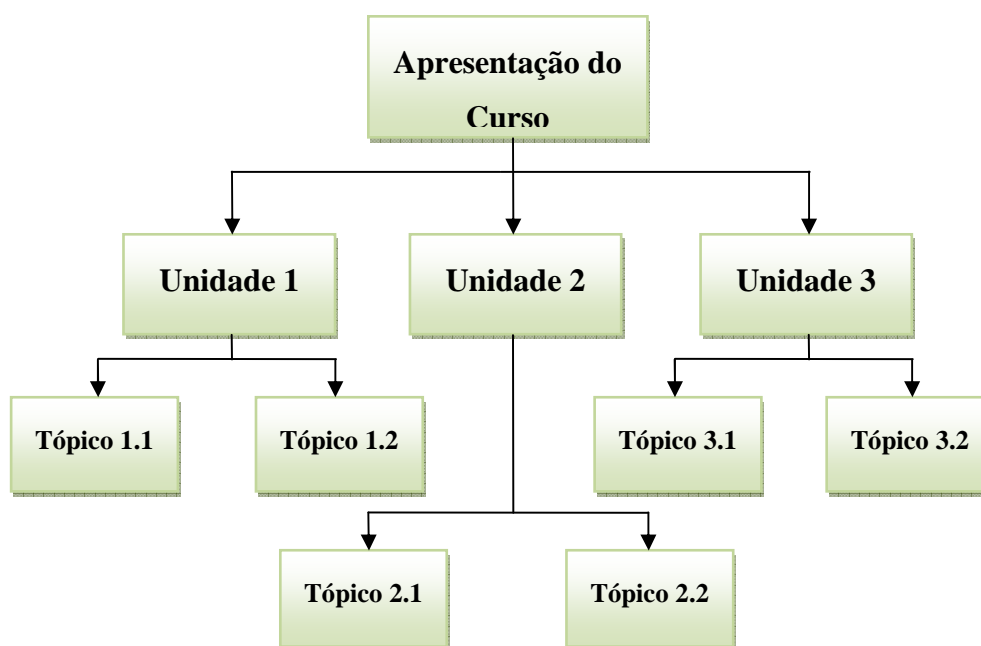 Apresentação do
Curso
Unidade 1
Unidade 2
Unidade 3
Tópico 1.1
Tópico 1.2
Tópico 3.1
Tópico 3.2
Tópico 2.1
Tópico 2.2